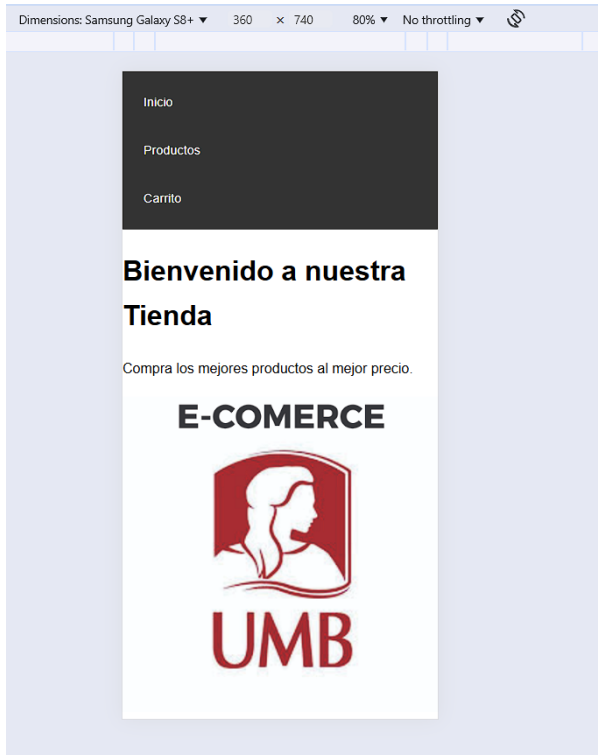 Dimensions: Samsung Galaxy S8+ ▼ 360 × 740 80% ▼ No throttling ▼
Inicio
Productos
Carrito
Bienvenido a nuestra
Tienda
Compra los mejores productos al mejor precio.
E-COMERCE
UMB